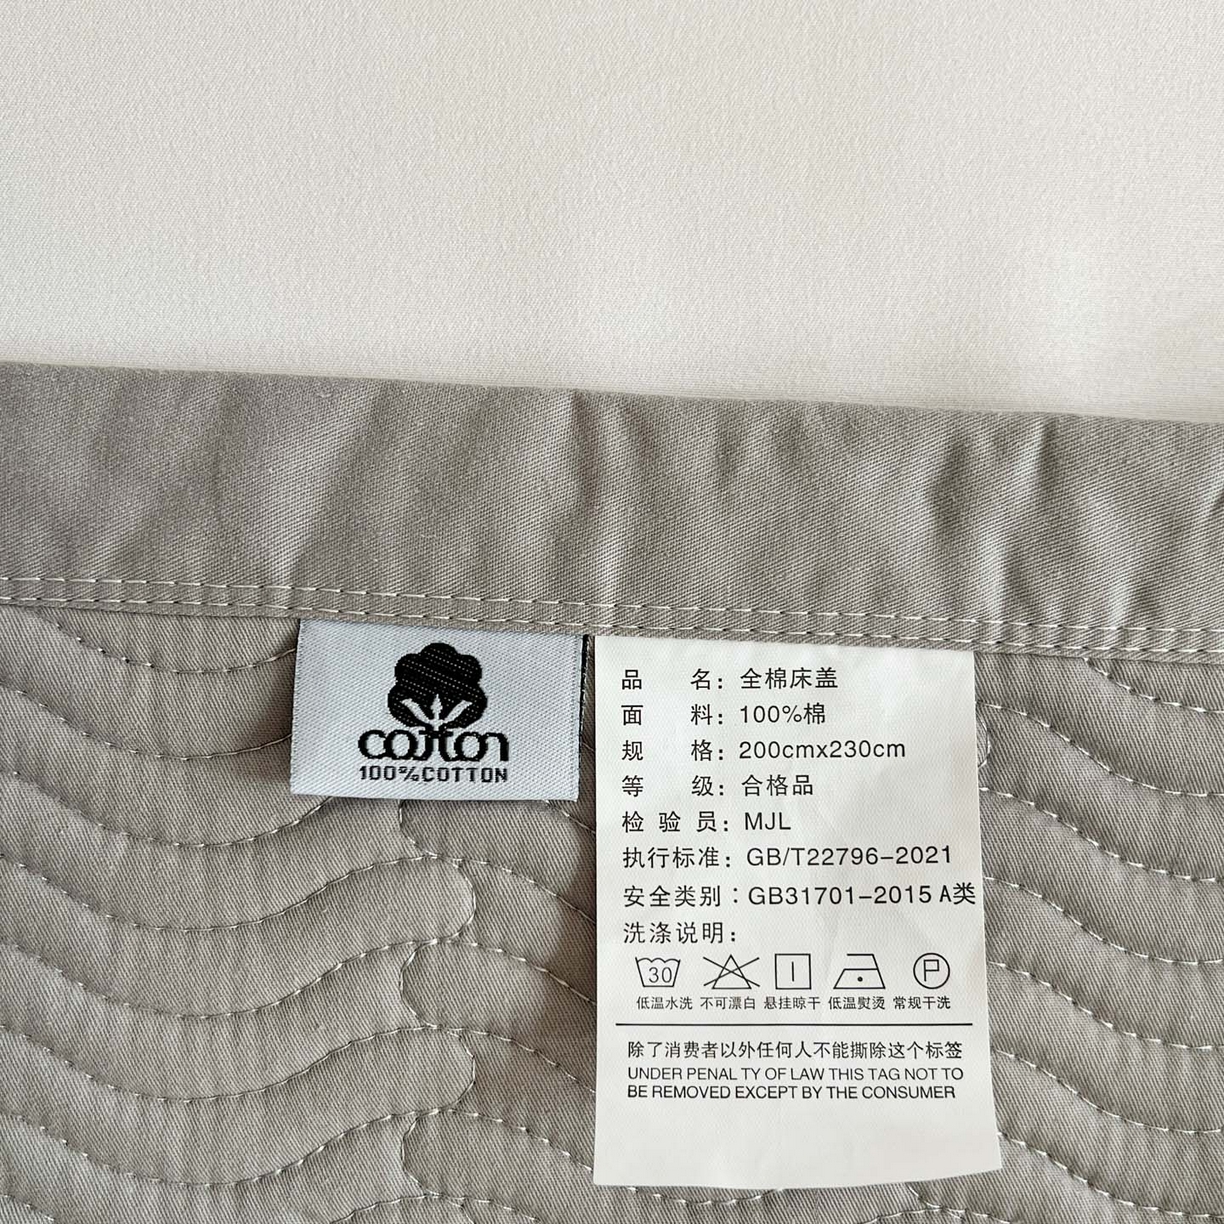 cotton
100%COTTON
品 名：全棉床盖
面 料：100%棉
规 格：200cmx230cm
等 级：合格品
检 验 员：MJL
执行标准：GB/T22796-2021
安全类别：GB31701-2015 A类
洗涤说明：
30 P
低温水洗 不可漂白 悬挂晾干 低温熨烫 常规干洗
除了消费者以外任何人不能撕除这个标签
UNDER PENAL TY OF LAW THIS TAG NOT TO
BE REMOVED EXCEPT BY THE CONSUMER